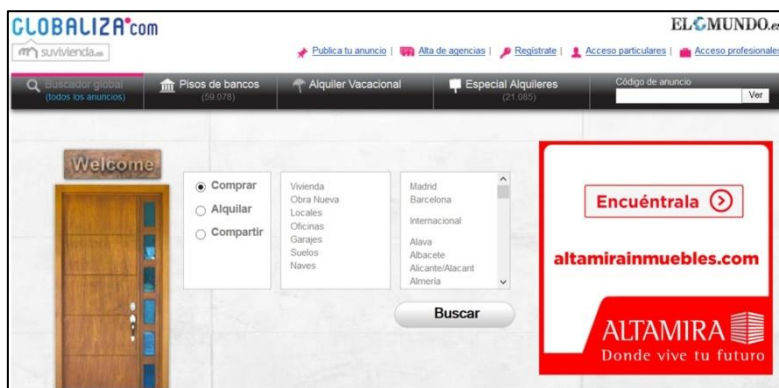 GLOBALIZA.com
EL MUNDO.es
suvivienda.es
Publica tu anuncio | Alta de agencias | Regístrate | Acceso particulares | Acceso profesionales
Buscador global
(todos los anuncios)
Pisos de bancos
(59.078)
Alquiler Vacacional
Especial Alquileres
(21.085)
Código de anuncio
Ver
Welcome
Comprar
Alquilar
Compartir
Vivienda
Obra Nueva
Locales
Oficinas
Garajes
Suelos
Naves
Madrid
Barcelona
Internacional
Alava
Albacete
Alicante/Alacant
Almería
Buscar
Encuéntrala
altamirainmuebles.com
ALTAMIRA
Donde vive tu futuro